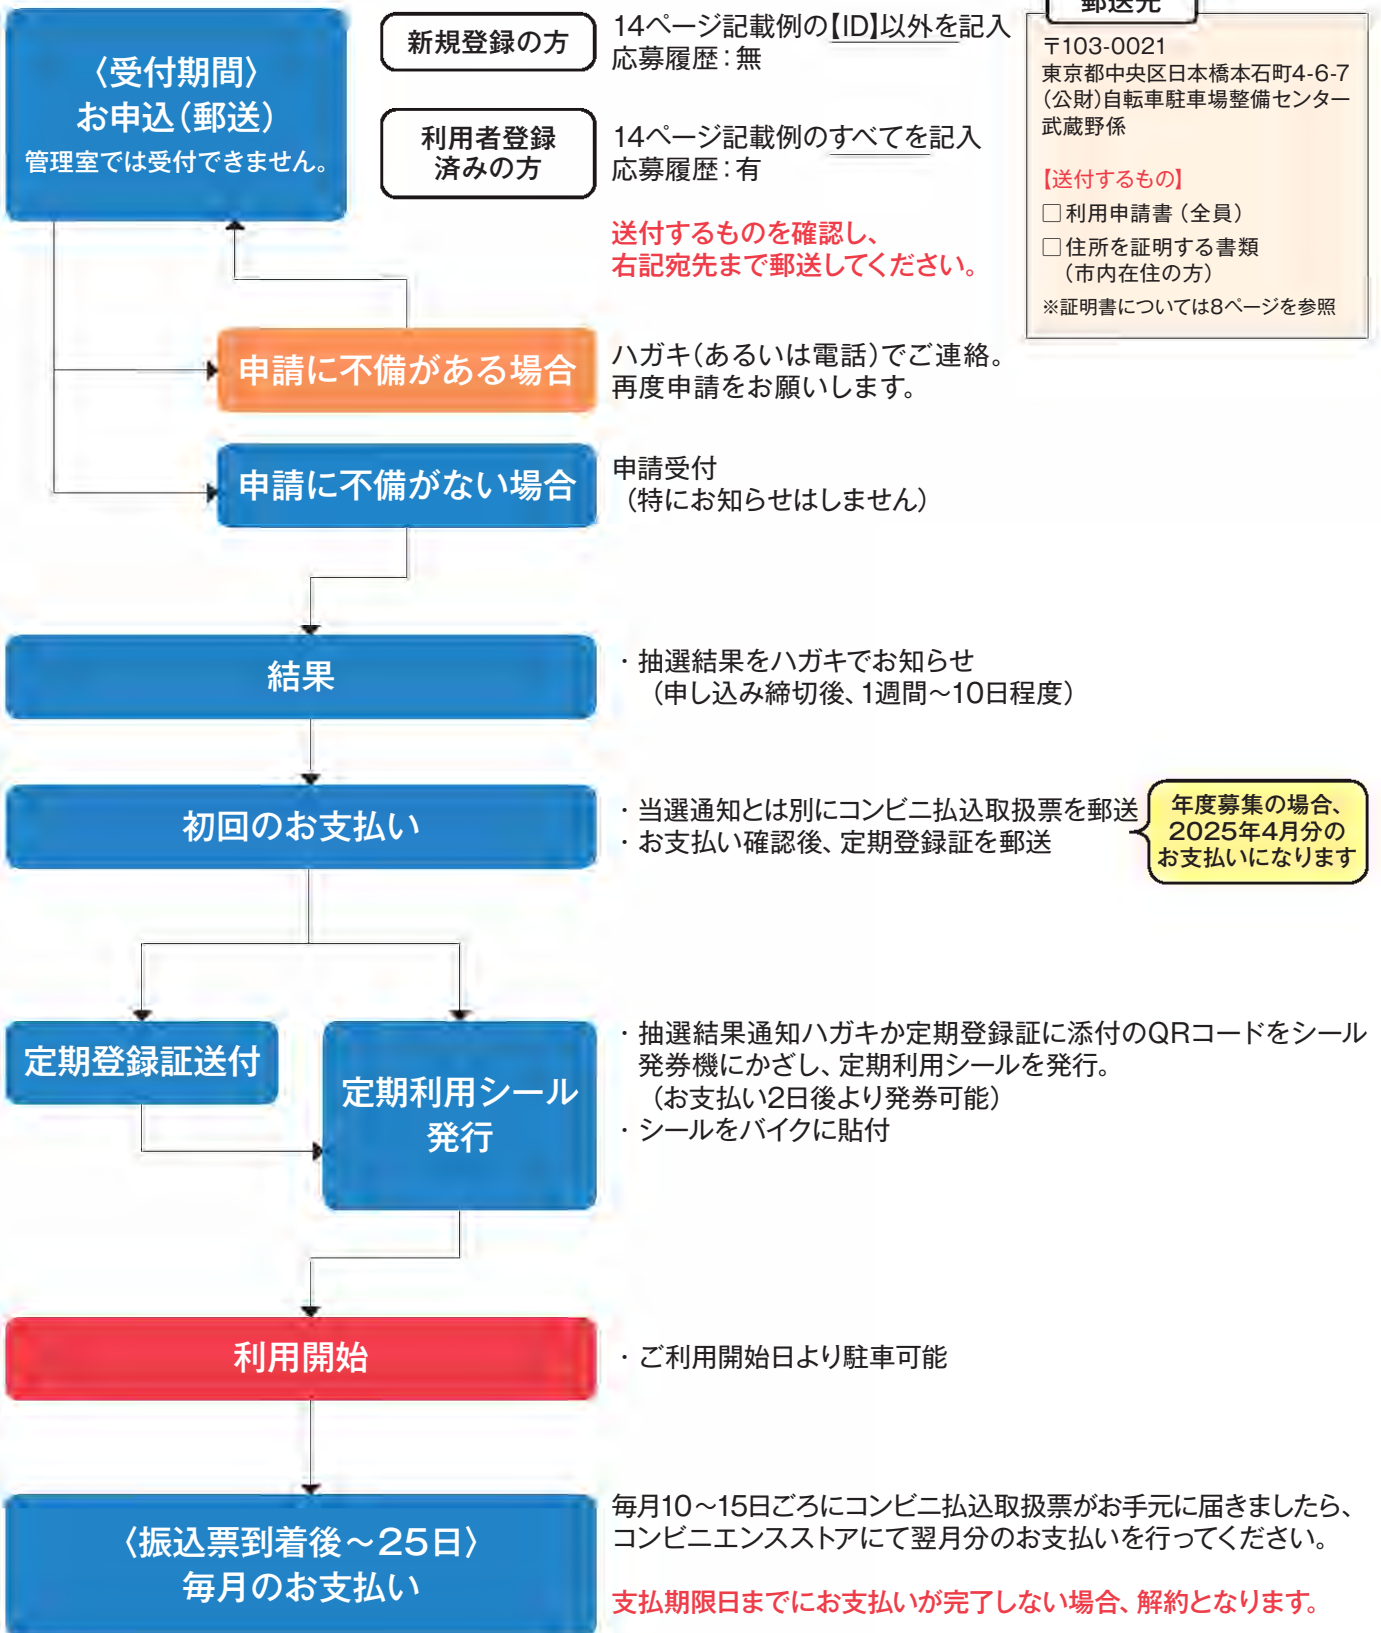 〈受付期間〉
お申込(郵送)
管理室では受付できません。
新規登録の方
14ページ記載例の【ID】以外を記入
応募履歴：無
利用者登録
済みの方
14ページ記載例のすべてを記入
応募履歴：有
送付するものを確認し、
右記宛先まで郵送してください。
郵送先
〒103-0021
東京都中央区日本橋本石町4-6-7
(公財)自転車駐車場整備センター
武蔵野係
【送付するもの】
□利用申請書（全員）
□住所を証明する書類
（市内在住の方）
※証明書については8ページを参照
申請に不備がある場合
ハガキ(あるいは電話)でご連絡。
再度申請をお願いします。
申請に不備がない場合
申請受付
（特にお知らせはしません）
結果
・抽選結果をハガキでお知らせ
（申し込み締切後、1週間～10日程度）
初回のお支払い
・当選通知とは別にコンビニ払込取扱票を郵送
・お支払い確認後、定期登録証を郵送
年度募集の場合、
2025年4月分の
お支払いになります
定期登録証送付
定期利用シール
発行
・抽選結果通知ハガキか定期登録証に添付のQRコードをシール
発券機にかざし、定期利用シールを発行。
（お支払い2日後より発券可能）
・シールをバイクに貼付
利用開始
・ご利用開始日より駐車可能
〈振込票到着後～25日〉
毎月のお支払い
毎月10～15日ごろにコンビニ払込取扱票がお手元に届きましたら、
コンビニエンスストアにて翌月分のお支払いを行ってください。
支払期限日までにお支払いが完了しない場合、解約となります。